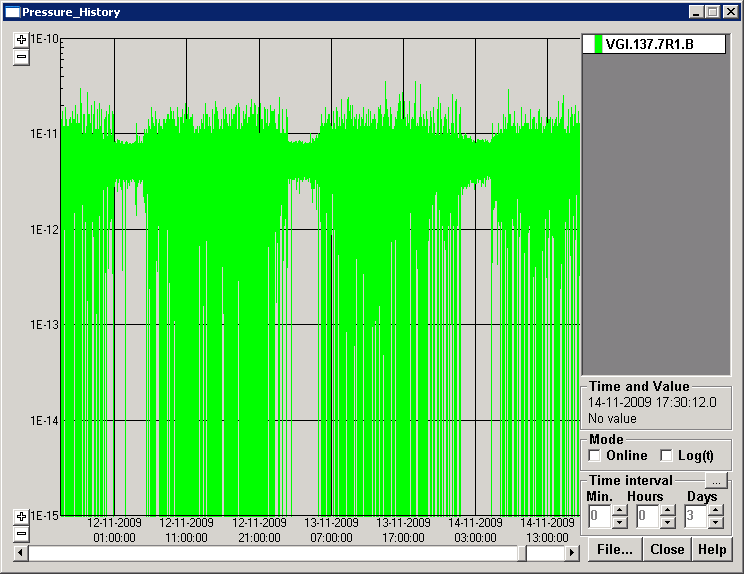 Pressure_History
1E-10
1E-11
1E-12
1E-13
1E-14
1E-15
12-11-2009 12-11-2009 12-11-2009 13-11-2009 13-11-2009 14-11-2009 14-11-2009
01:00:00 11:00:00 21:00:00 07:00:00 17:00:00 03:00:00 13:00:00
VGI.137.7R1.B
Time and Value
14-11-2009 17:30:12.0
No value
Mode
Online Log(t)
Time interval ...
Min. Hours Days
0 0 3
File... Close Help